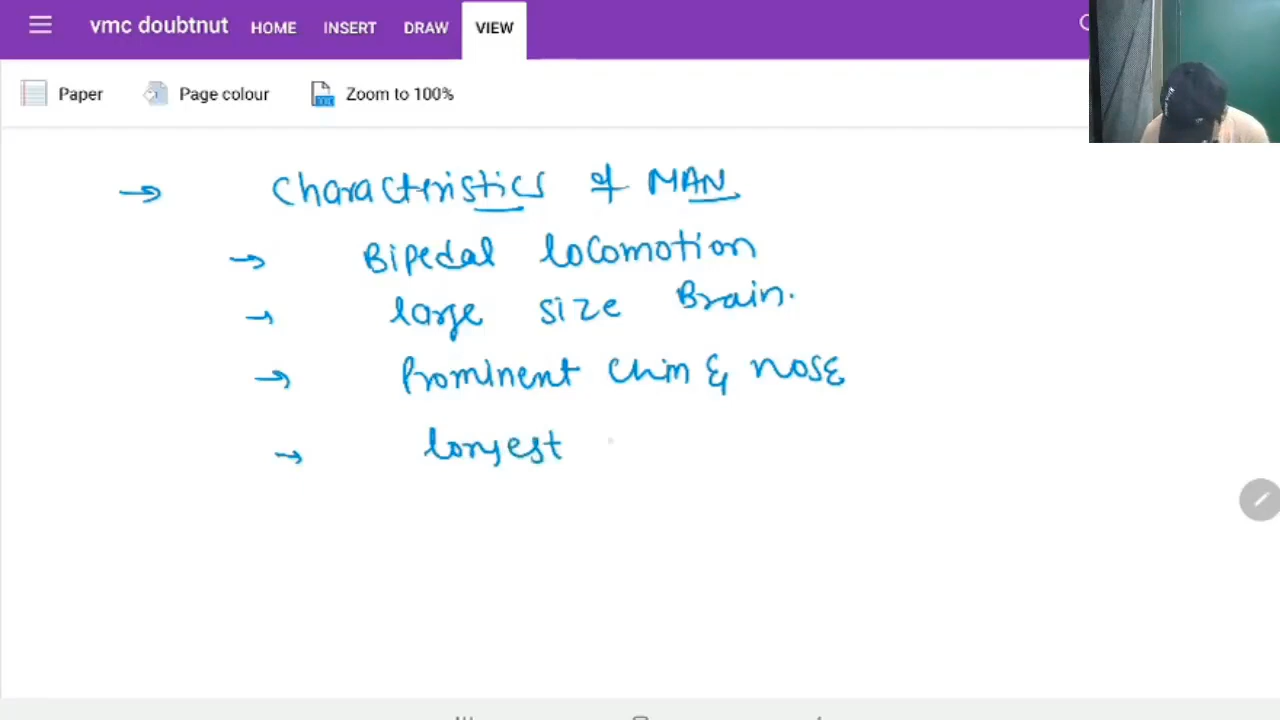 vmc doubtnut HOME INSERT DRAW VIEW
Paper Page colour Zoom to 100%
→ Characteristics of MAN
→ Bipedal locomotion
→ large size Brain.
→ Prominent chin & nose
→ longest